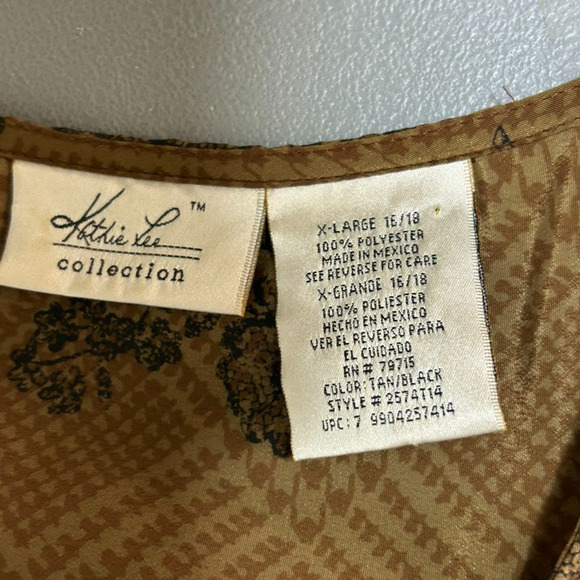 Kathie Lee™
collection
X-LARGE 16/18
100% POLYESTER
MADE IN MEXICO
SEE REVERSE FOR CARE
X-GRANDE 16/18
100% POLIESTER
HECHO EN MEXICO
VER EL REVERSO PARA
EL CUIDADO
RN# 79715
COLOR: TAN/BLACK
STYLE # 2574T14
UPC: 7 9904257414